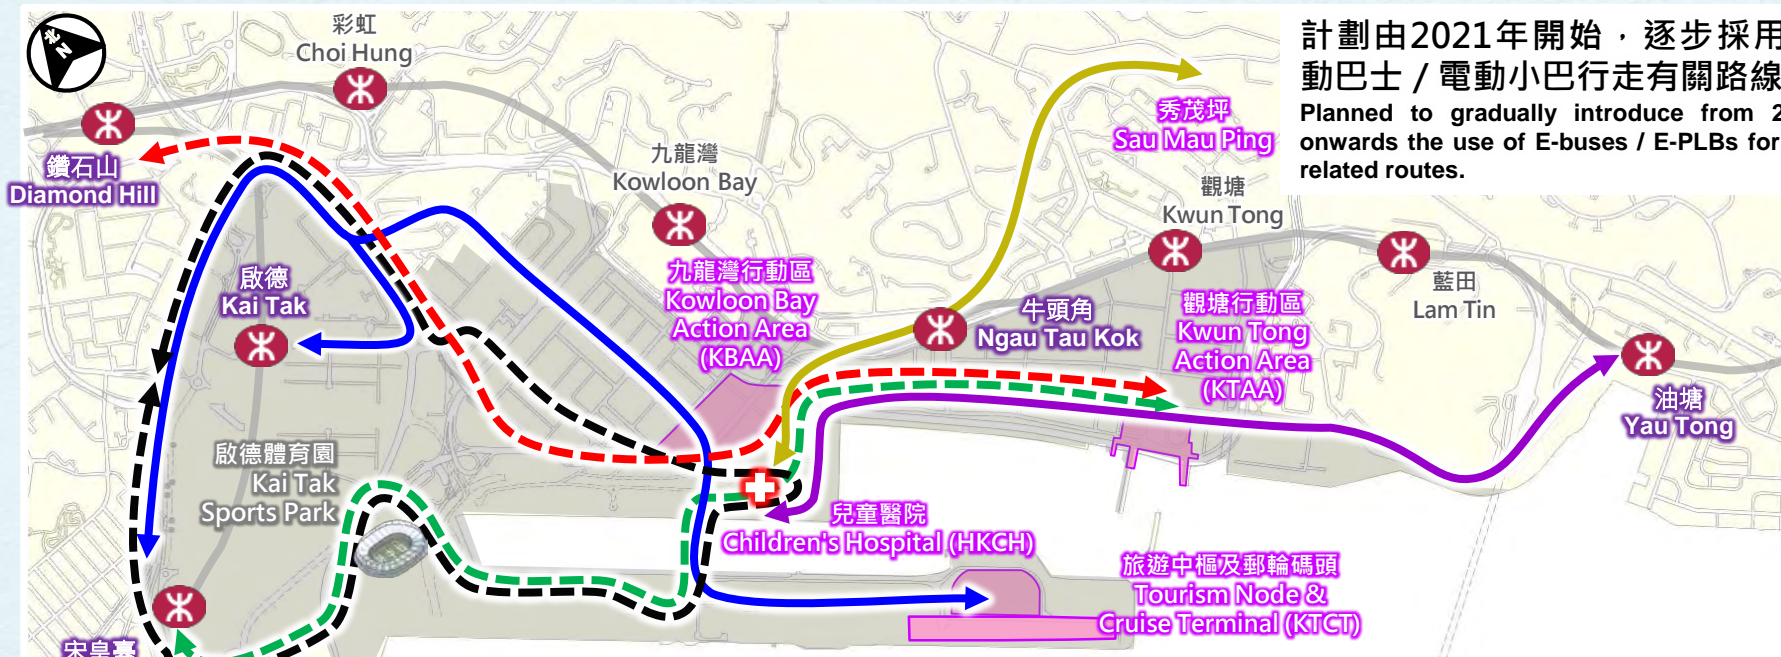 北
N
彩虹
Choi Hung
鑽石山
Diamond Hill
九龍灣
Kowloon Bay
秀茂坪
Sau Mau Ping
計劃由2021年開始，逐步採用
動巴士 / 電動小巴行走有關路線
Planned to gradually introduce from 2
onwards the use of E-buses / E-PLBs for
related routes.
觀塘
Kwun Tong
啟德
Kai Tak
九龍灣行動區
Kowloon Bay
Action Area
(KBAA)
牛頭角
Ngau Tau Kok
觀塘行動區
Kwun Tong
Action Area
(KTAA)
藍田
Lam Tin
油塘
Yau Tong
啟德體育園
Kai Tak
Sports Park
兒童醫院
Children's Hospital (HKCH)
旅遊中樞及郵輪碼頭
Tourism Node &
Cruise Terminal (KTCT)
宋皇臺